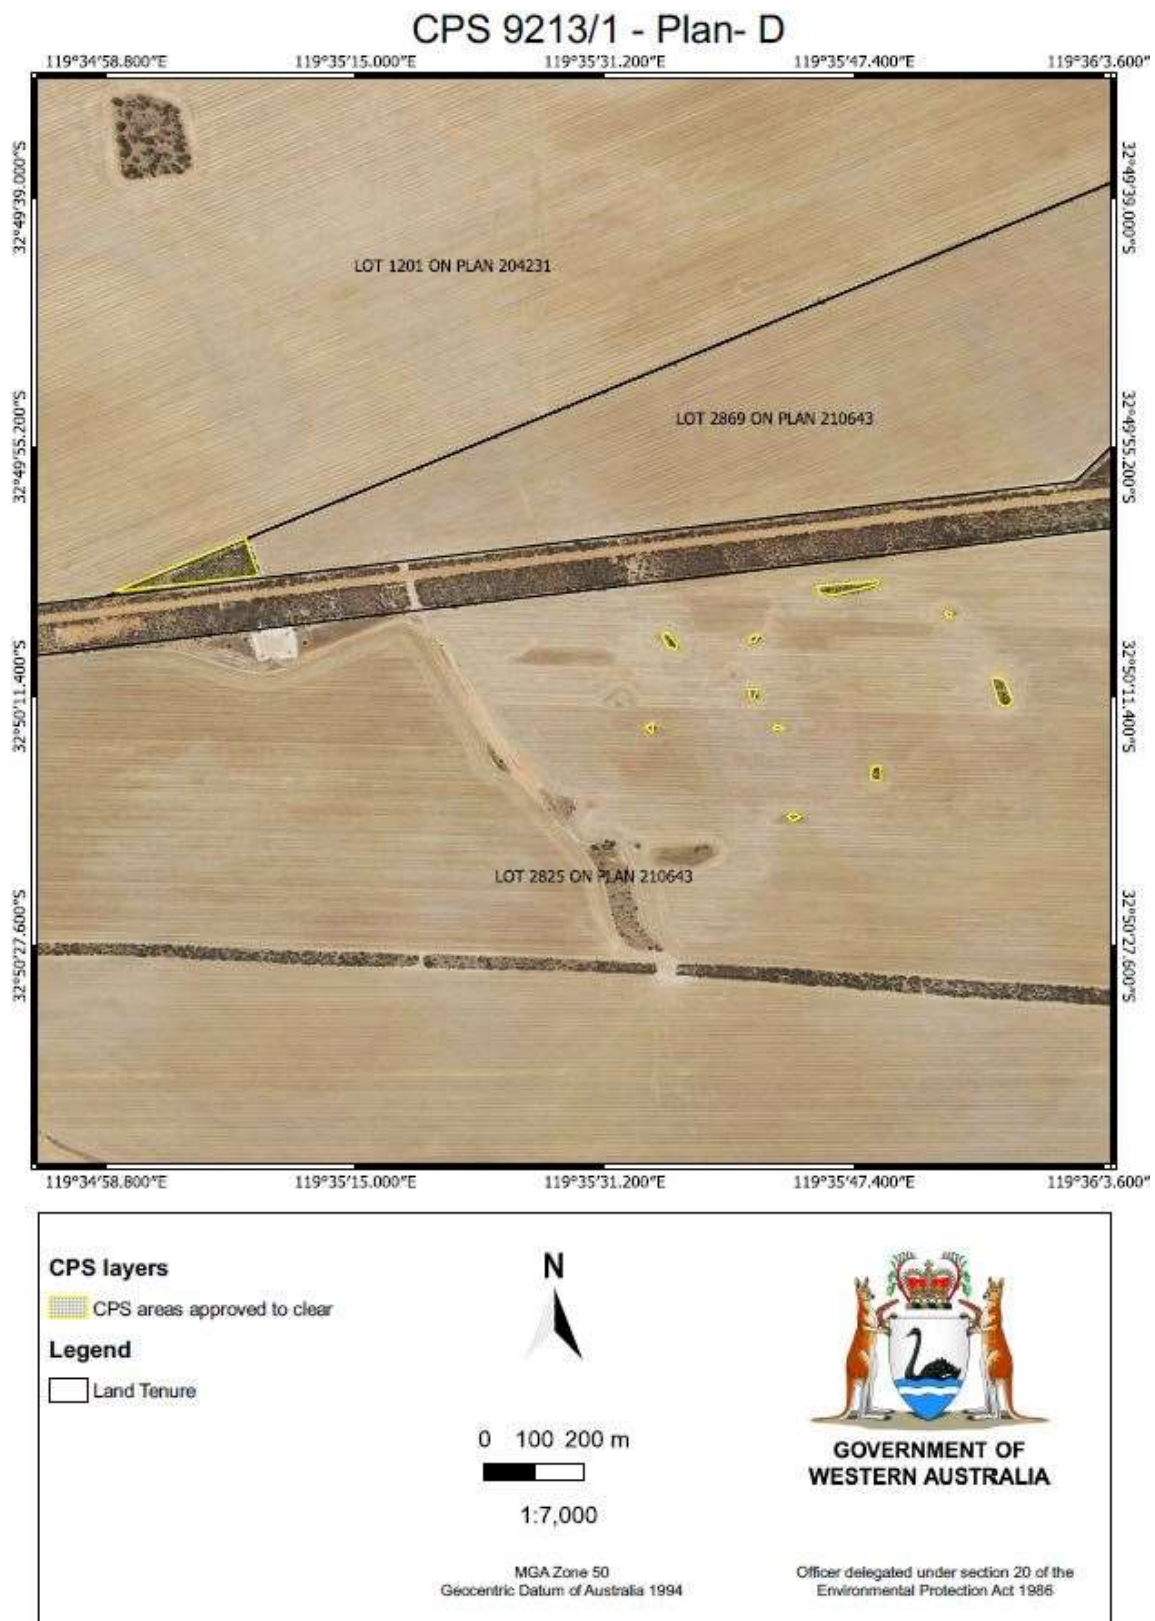 CPS 9213/1 - Plan- D
119°34'58.800"E 119°35'15.000"E 119°35'31.200"E 119°35'47.400"E 119°36'3.600"E
32°49'39.000"S 32°49'39.000"S
LOT 1201 ON PLAN 204231
LOT 2869 ON PLAN 210643
32°49'55.200"S 32°49'55.200"S
32°50'11.400"S 32°50'11.400"S
LOT 2825 ON PLAN 210643
32°50'27.600"S 32°50'27.600"S
119°34'58.800"E 119°35'15.000"E 119°35'31.200"E 119°35'47.400"E 119°36'3.600"E
CPS layers
CPS areas approved to clear
Legend
Land Tenure
N
0 100 200 m
1:7,000
MGA Zone 50
Geocentric Datum of Australia 1994
GOVERNMENT OF
WESTERN AUSTRALIA
Officer delegated under section 20 of the
Environmental Protection Act 1986